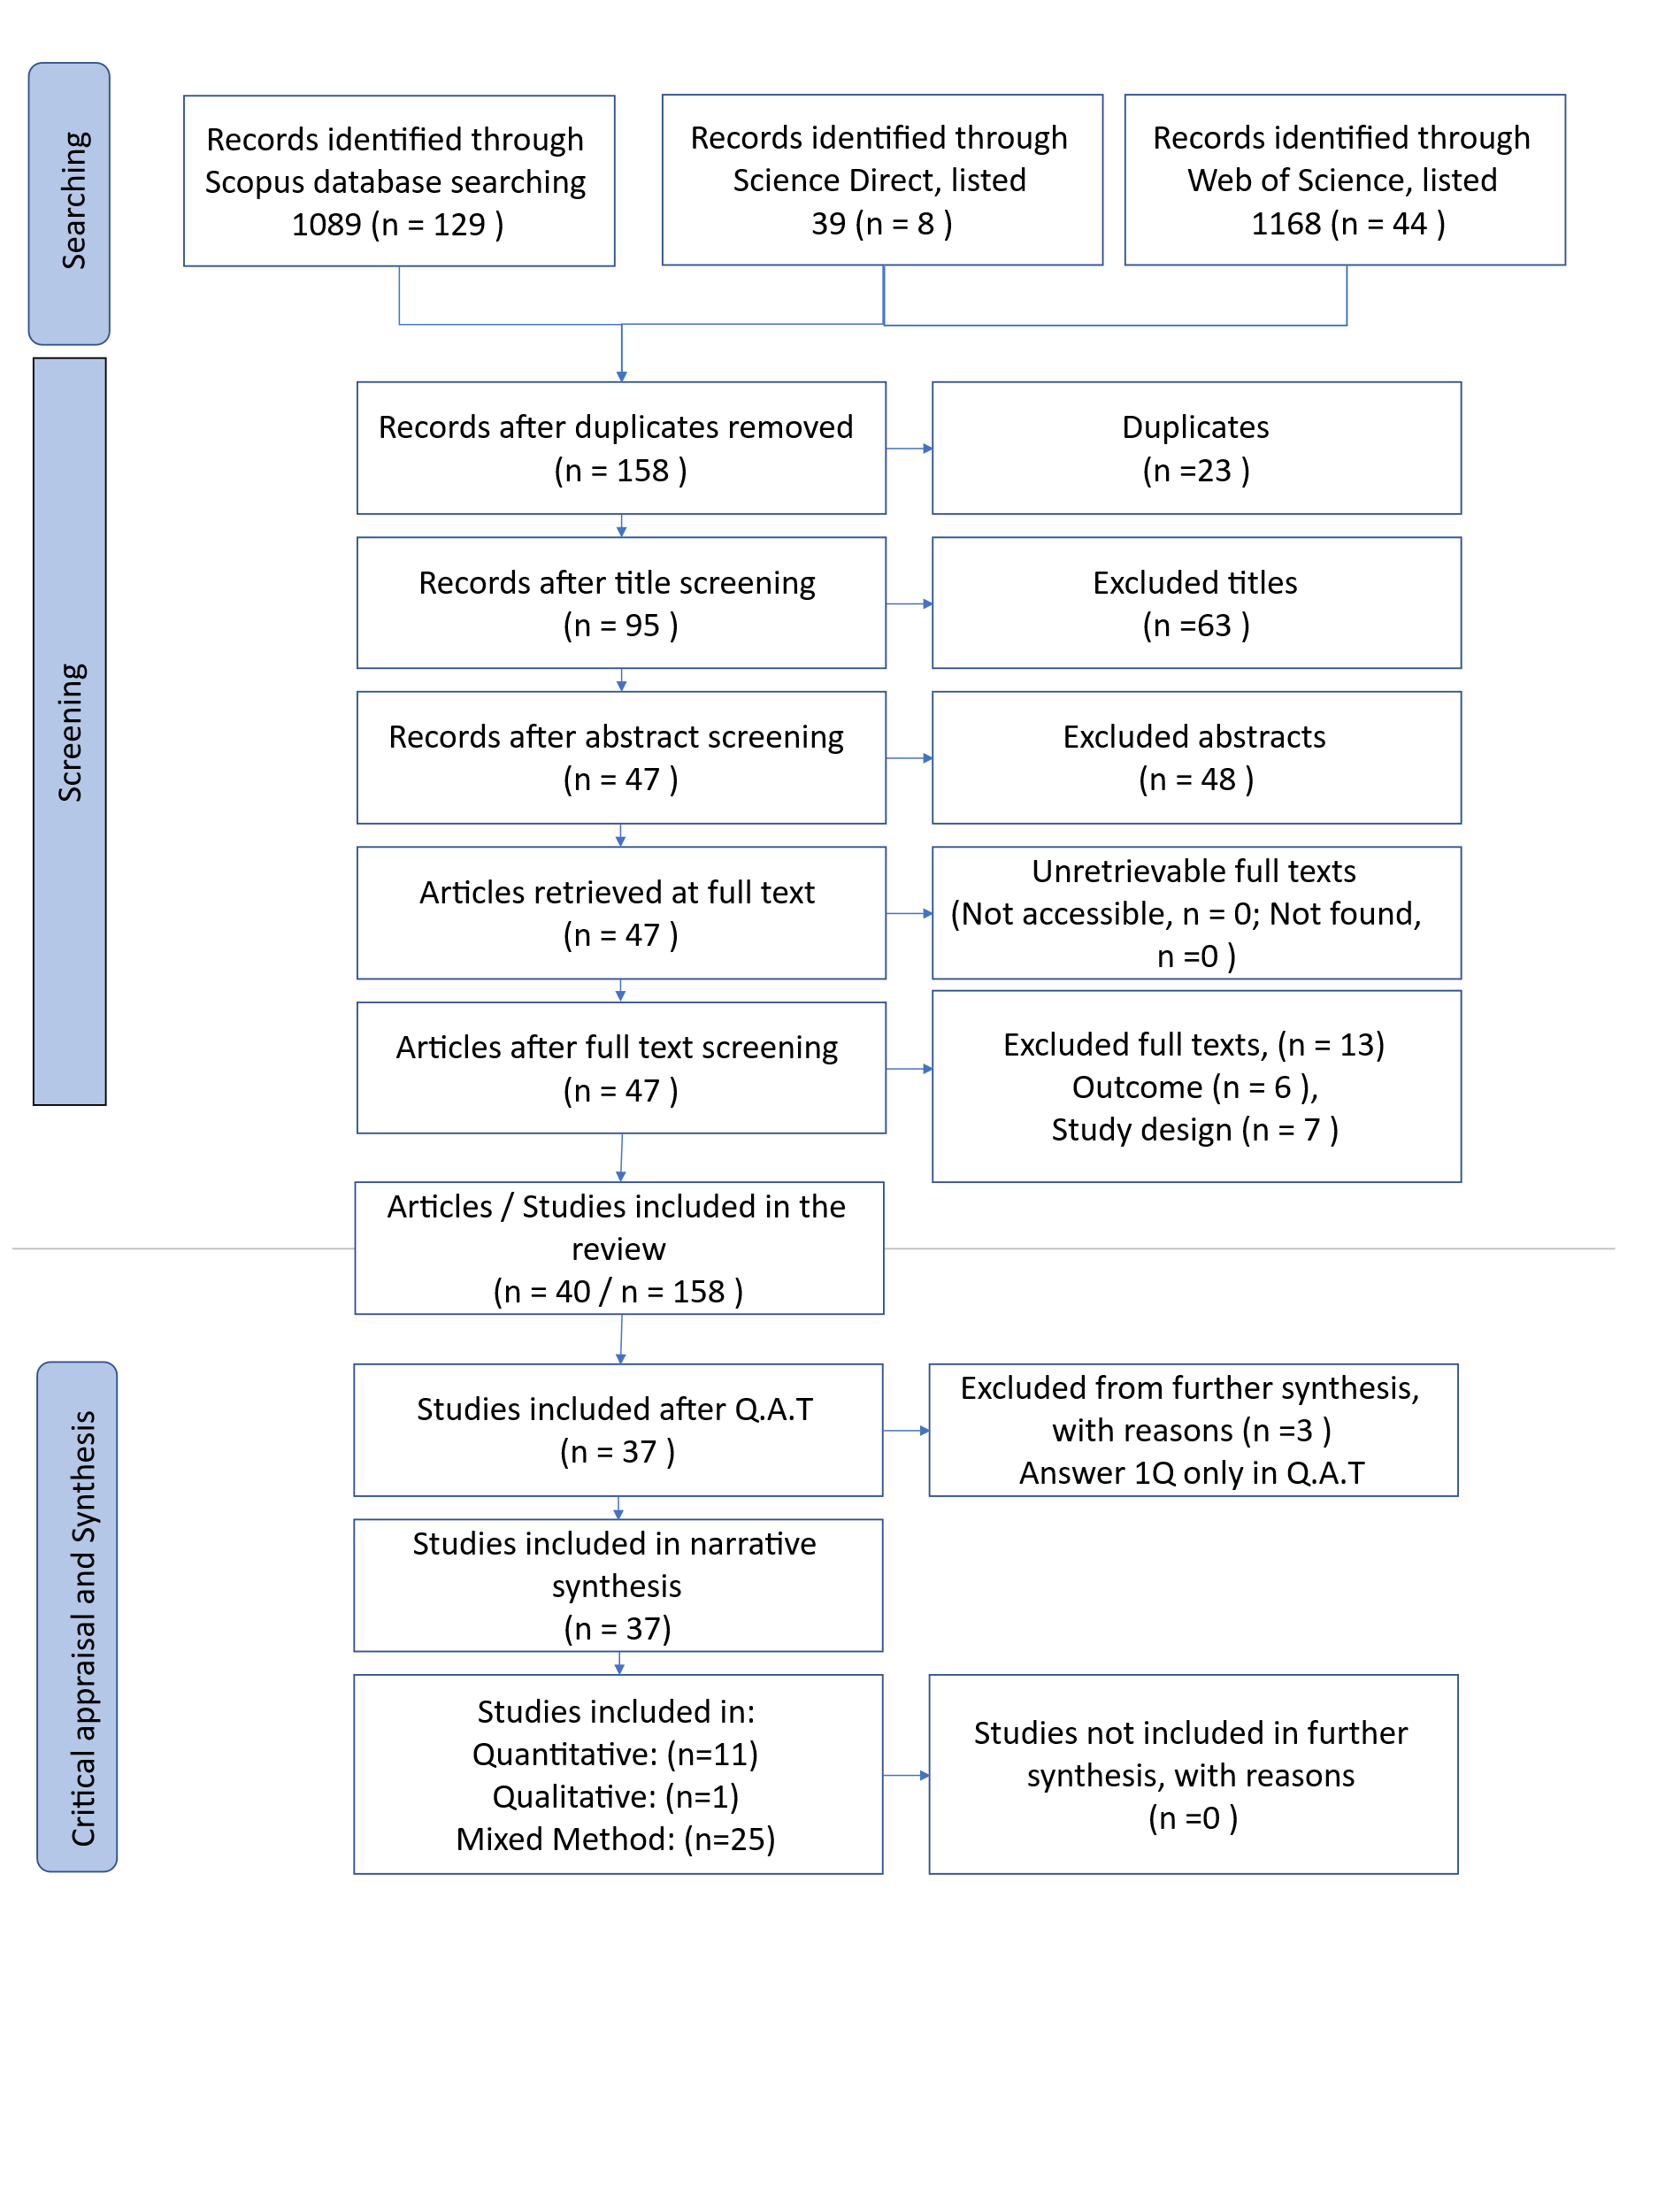 Searching
Records identified through
Scopus database searching
1089 (n = 129 )
Records identified through
Science Direct, listed
39 (n = 8 )
Records identified through
Web of Science, listed
1168 (n = 44 )
Screening
Records after duplicates removed
(n = 158 )
Duplicates
(n =23 )
Records after title screening
(n = 95 )
Excluded titles
(n =63 )
Records after abstract screening
(n = 47 )
Excluded abstracts
(n = 48 )
Articles retrieved at full text
(n = 47 )
Unretrievable full texts
(Not accessible, n = 0; Not found,
n =0 )
Articles after full text screening
(n = 47 )
Excluded full texts, (n = 13)
Outcome (n = 6 ),
Study design (n = 7 )
Articles / Studies included in the
review
(n = 40 / n = 158 )
Critical appraisal and Synthesis
Studies included after Q.A.T
(n = 37 )
Excluded from further synthesis,
with reasons (n =3 )
Answer 1Q only in Q.A.T
Studies included in narrative
synthesis
(n = 37)
Studies included in:
Quantitative: (n=11)
Qualitative: (n=1)
Mixed Method: (n=25)
Studies not included in further
synthesis, with reasons
(n =0 )